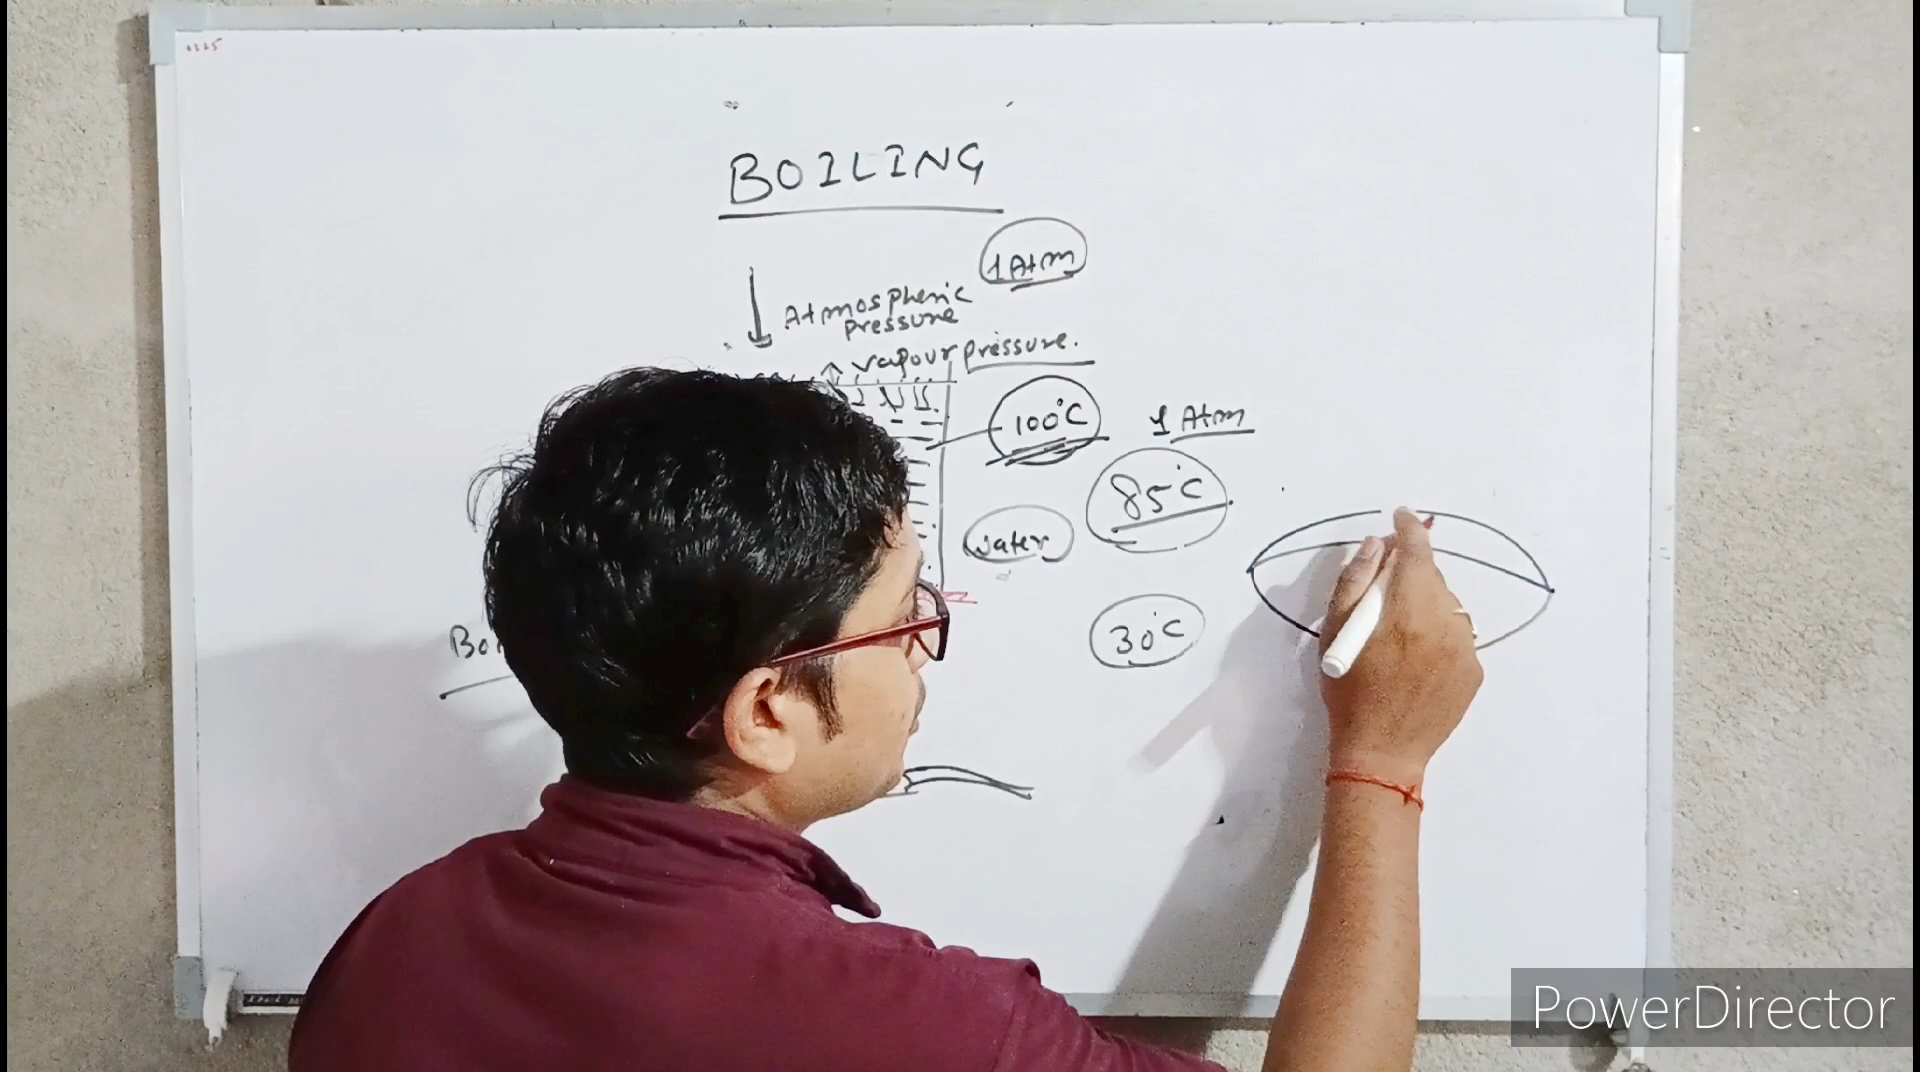 BOILING
1 Atm
Atmospheric
pressure
vapour pressure.
100°C
1 Atm
85°C
water
30°C
Bo
PowerDirector